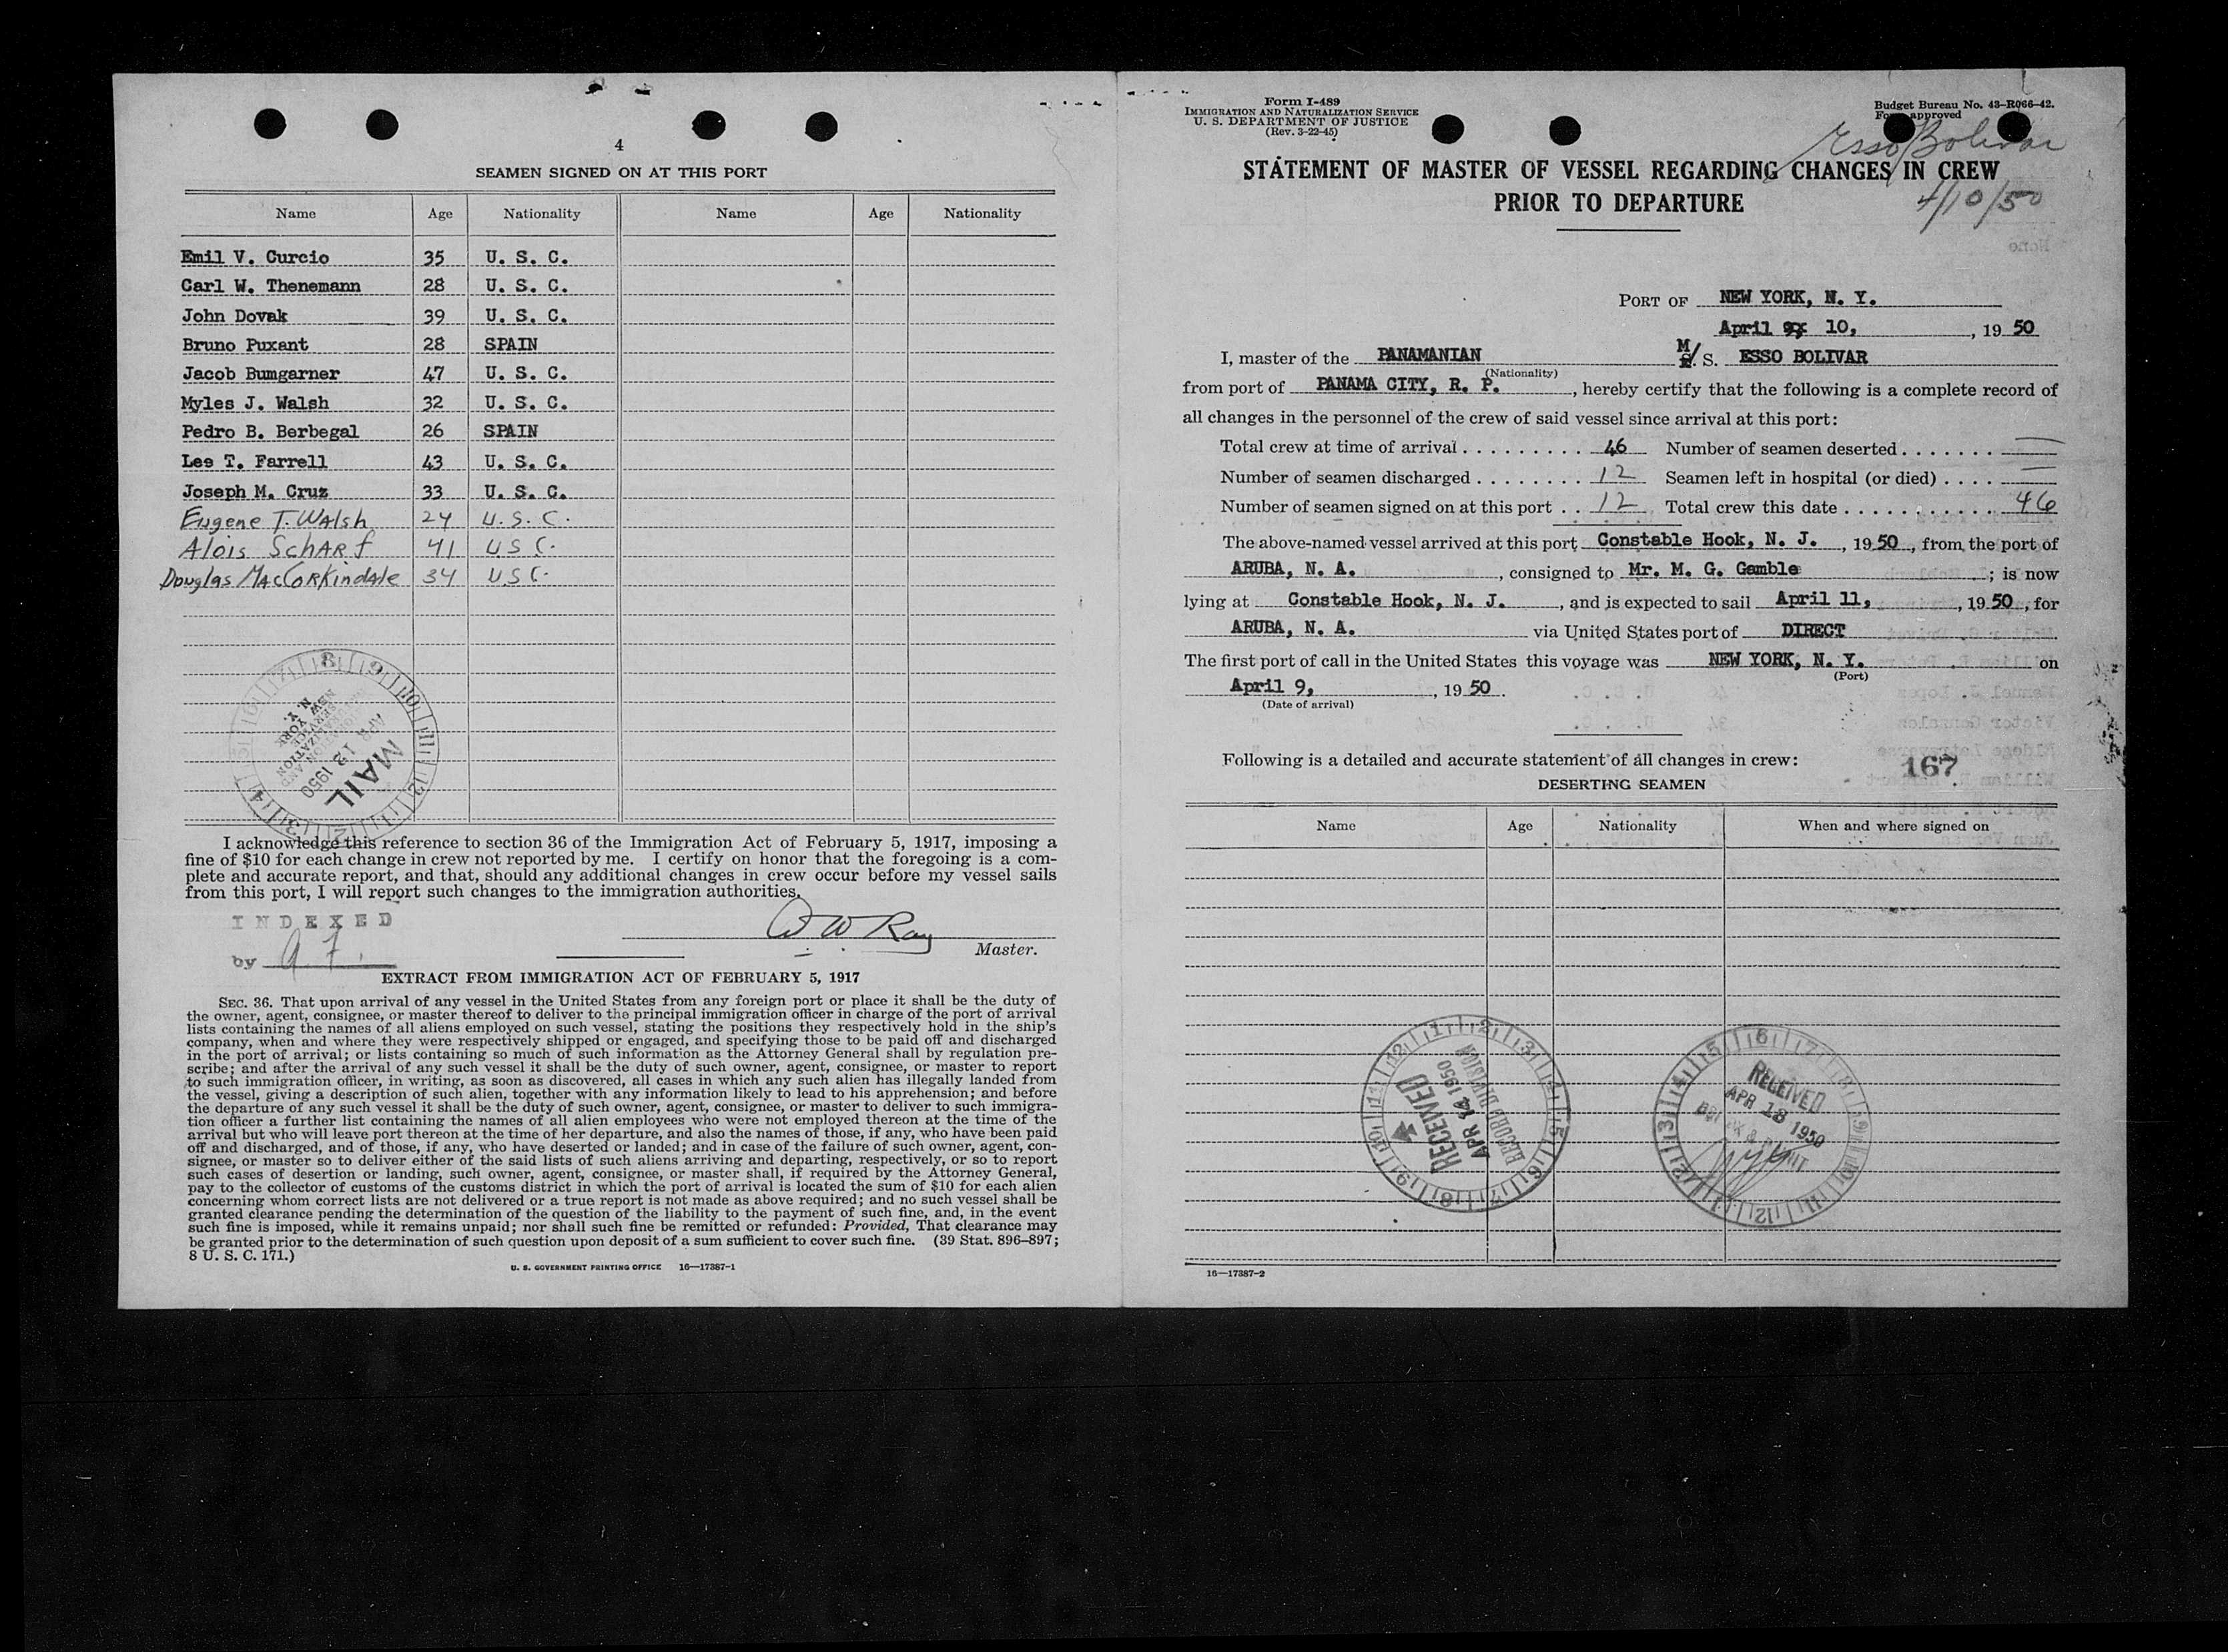 4
SEAMEN SIGNED ON AT THIS PORT
Name Age Nationality Name Age Nationality
Emil V. Curcio 35 U. S. C.
Carl W. Thenemann 28 U. S. C.
John Dovak 39 U. S. C.
Bruno Puxant 28 SPAIN
Jacob Bumgarner 47 U. S. C.
Myles J. Walsh 32 U. S. C.
Pedro B. Berbegal 26 SPAIN
Lee T. Farrell 43 U. S. C.
Joseph M. Cruz 33 U. S. C.
Eugene T. Walsh 24 U. S. C.
Alois Scharf 41 U S C.
Douglas MacCorkindale 34 U S C.
MAIL
APR 12 1950
NEW YORK
N. Y.
I acknowledge this reference to section 36 of the Immigration Act of February 5, 1917, imposing a
fine of $10 for each change in crew not reported by me. I certify on honor that the foregoing is a com-
plete and accurate report, and that, should any additional changes in crew occur before my vessel sails
from this port, I will report such changes to the immigration authorities.
INDEXED
by
W Ray
Master.
EXTRACT FROM IMMIGRATION ACT OF FEBRUARY 5, 1917
SEC. 36. That upon arrival of any vessel in the United States from any foreign port or place it shall be the duty of
the owner, agent, consignee, or master thereof to deliver to the principal immigration officer in charge of the port of arrival
lists containing the names of all aliens employed on such vessel, stating the positions they respectively hold in the ship's
company, when and where they were respectively shipped or engaged, and specifying those to be paid off and discharged
in the port of arrival; or lists containing so much of such information as the Attorney General shall by regulation pre-
scribe; and after the arrival of any such vessel it shall be the duty of such owner, agent, consignee, or master to report
to such immigration officer, in writing, as soon as discovered, all cases in which any such alien has illegally landed from
the vessel, giving a description of such alien, together with any information likely to lead to his apprehension; and before
the departure of any such vessel it shall be the duty of such owner, agent, consignee, or master to deliver to such immigra-
tion officer a further list containing the names of all alien employees who were not employed thereon at the time of the
arrival but who will leave port thereon at the time of her departure, and also the names of those, if any, who have been paid
off and discharged, and of those, if any, who have deserted or landed; and in case of the failure of such owner, agent, con-
signee, or master so to deliver either of the said lists of such aliens arriving and departing, respectively, or so to report
such cases of desertion or landing, such owner, agent, consignee, or master shall, if required by the Attorney General,
pay to the collector of customs of the customs district in which the port of arrival is located the sum of $10 for each alien
concerning whom correct lists are not delivered or a true report is not made as above required; and no such vessel shall be
granted clearance pending the determination of the question of the liability to the payment of such fine, and, in the event
such fine is imposed, while it remains unpaid; nor shall such fine be remitted or refunded: Provided, That clearance may
be granted prior to the determination of such question upon deposit of a sum sufficient to cover such fine. (39 Stat. 896–897;
8 U. S. C. 171.)
U. S. GOVERNMENT PRINTING OFFICE 16—17387-1
Form I-489
IMMIGRATION AND NATURALIZATION SERVICE
U. S. DEPARTMENT OF JUSTICE
(Rev. 3-22-45)
Budget Bureau No. 43–R066–42.
approved
Esso Bolivar
4/10/50
STATEMENT OF MASTER OF VESSEL REGARDING CHANGES IN CREW
PRIOR TO DEPARTURE
PORT OF NEW YORK, N. Y.
April 9x 10, , 19 50
I, master of the PANAMANIAN M/S. ESSO BOLIVAR
(Nationality)
from port of PANAMA CITY, R. P. , hereby certify that the following is a complete record of
all changes in the personnel of the crew of said vessel since arrival at this port:
Total crew at time of arrival . . . . . . . . . 46 Number of seamen deserted . . . . . . . —
Number of seamen discharged . . . . . . . . 12 Seamen left in hospital (or died) . . . . —
Number of seamen signed on at this port . . 12 Total crew this date . . . . . . . . . . . 46
The above-named vessel arrived at this port Constable Hook, N. J. , 19 50 , from the port of
ARUBA, N. A. , consigned to Mr. M. G. Gamble ; is now
lying at Constable Hook, N. J. , and is expected to sail April 11, , 19 50 , for
ARUBA, N. A. via United States port of DIRECT
The first port of call in the United States this voyage was NEW YORK, N. Y. on
(Port)
April 9, , 19 50 .
(Date of arrival)
Following is a detailed and accurate statement of all changes in crew:
167
DESERTING SEAMEN
Name Age Nationality When and where signed on
RECEIVED
APR 14 1950
RECORD DIVISION
RECEIVED
APR 18 1950
16—17387-2